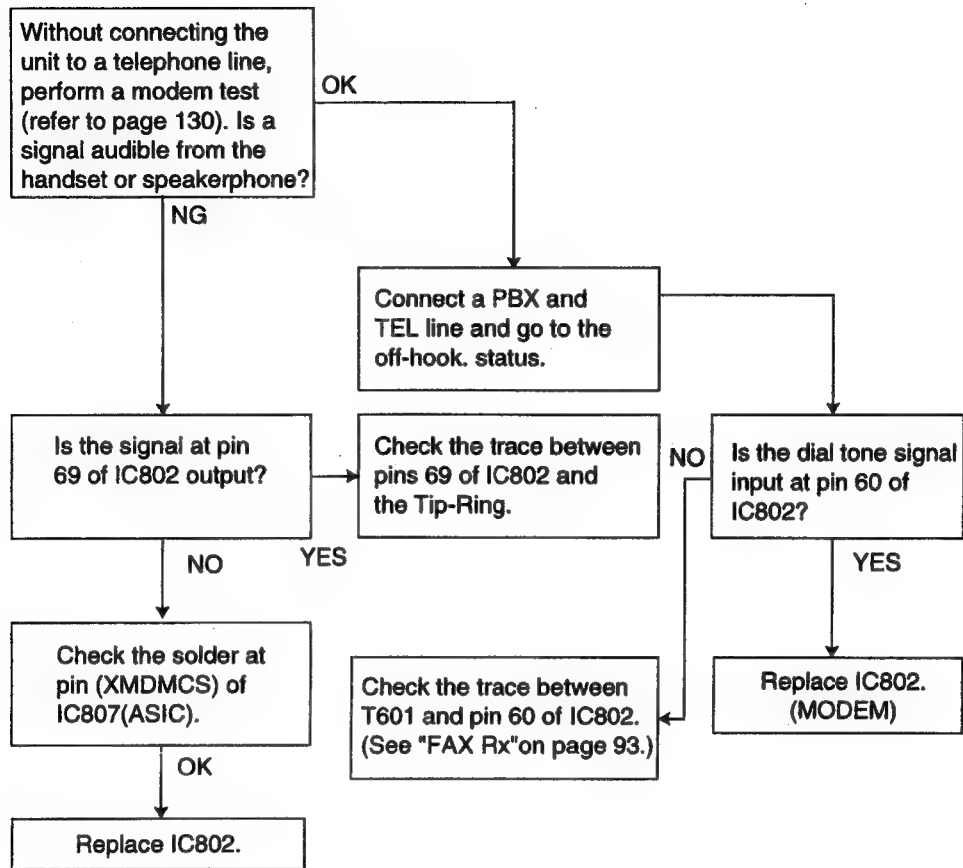 Without connecting the
unit to a telephone line,
perform a modem test
(refer to page 130). Is a
signal audible from the
handset or speakerphone?
OK
NG
Connect a PBX and
TEL line and go to the
off-hook. status.
Is the signal at pin
69 of IC802 output?
Check the trace between
pins 69 of IC802 and
the Tip-Ring.
NO
Is the dial tone signal
input at pin 60 of
IC802?
NO
YES
YES
Check the solder at
pin (XMDMCS) of
IC807(ASIC).
Check the trace between
T601 and pin 60 of IC802.
(See "FAX Rx"on page 93.)
Replace IC802.
(MODEM)
OK
Replace IC802.